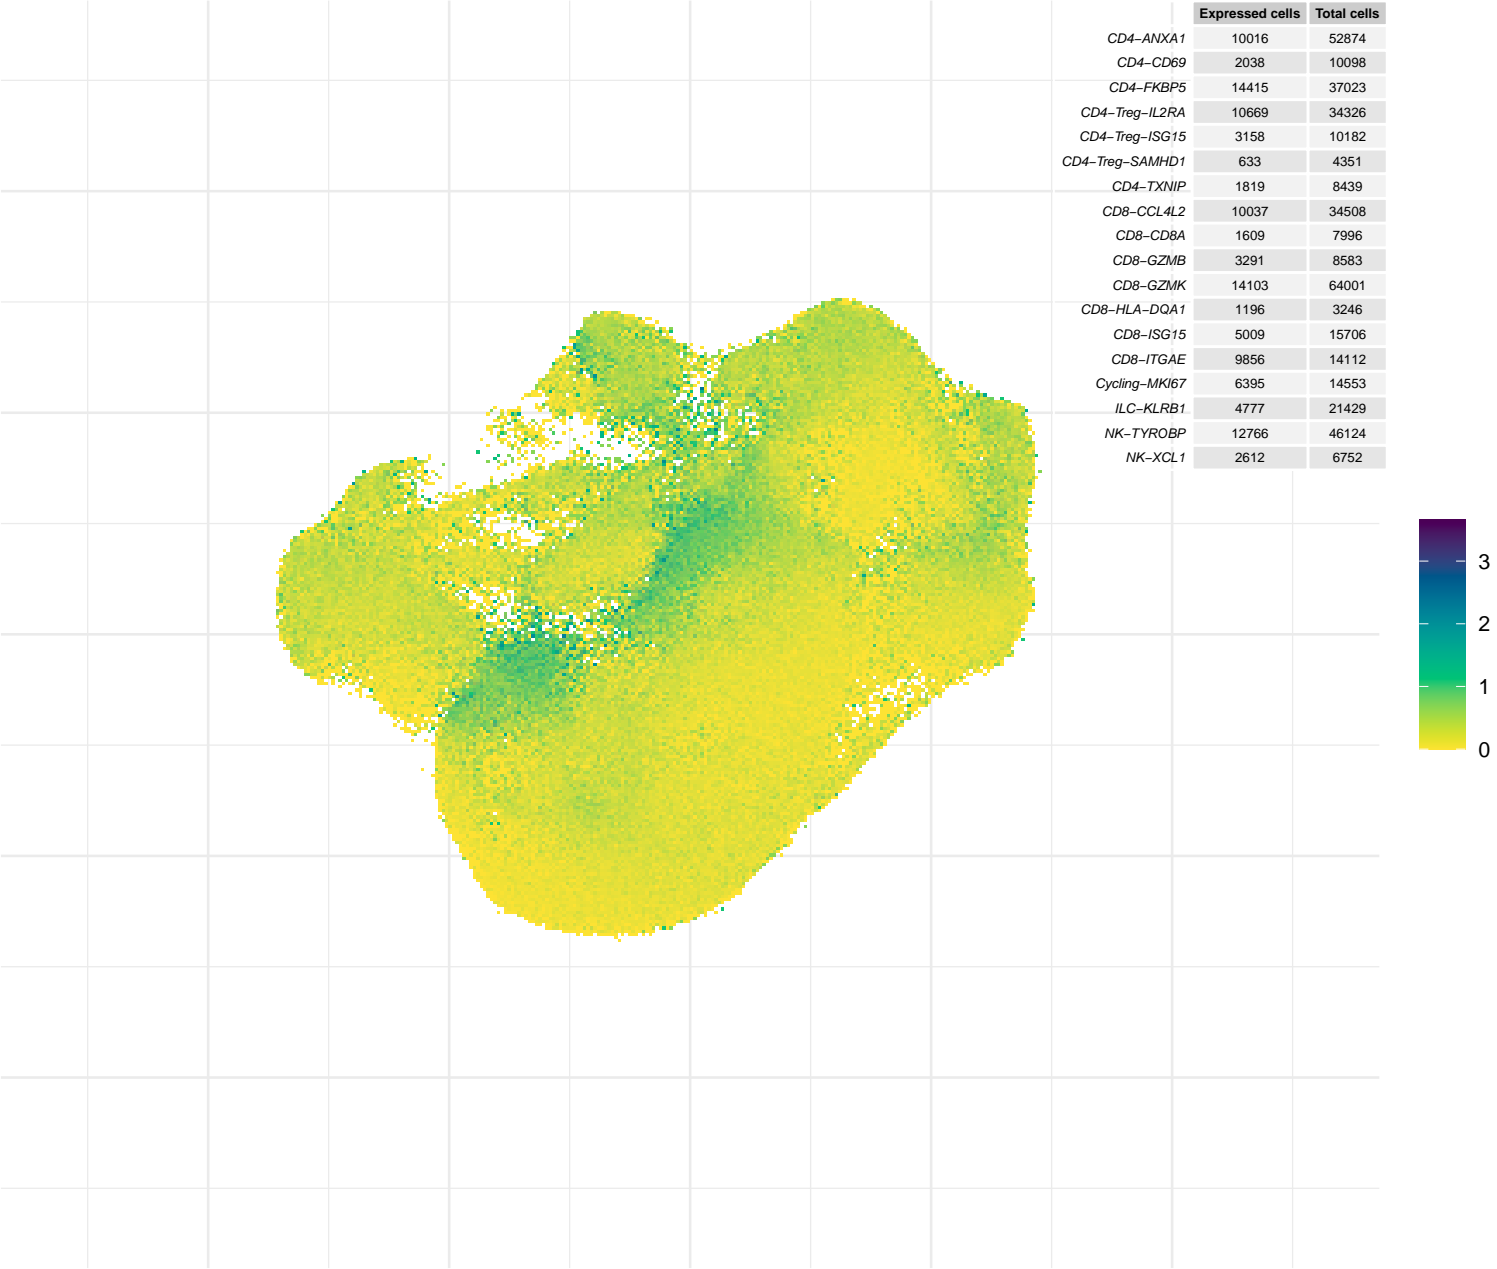 Expressed cells Total cells
CD4−ANXA1 10016 52874
CD4−CD69 2038 10098
CD4−FKBP5 14415 37023
CD4−Treg−IL2RA 10669 34326
CD4−Treg−ISG15 3158 10182
CD4−Treg−SAMHD1 633 4351
CD4−TXNIP 1819 8439
CD8−CCL4L2 10037 34508
CD8−CD8A 1609 7996
CD8−GZMB 3291 8583
CD8−GZMK 14103 64001
CD8−HLA−DQA1 1196 3246
CD8−ISG15 5009 15706
CD8−ITGAE 9856 14112
Cycling−MKI67 6395 14553
ILC−KLRB1 4777 21429
NK−TYROBP 12766 46124
NK−XCL1 2612 6752
3
2
1
0